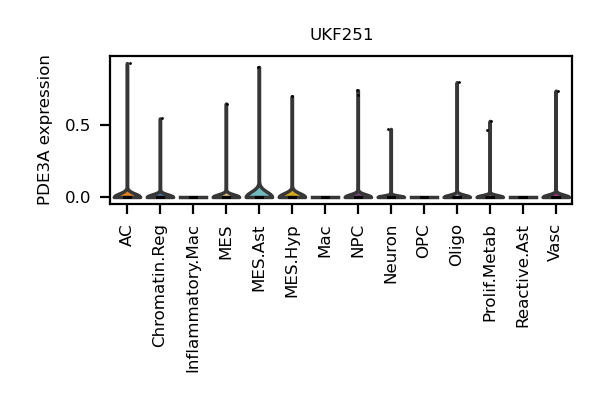 UKF251
PDE3A expression
0.5
0.0
AC
Chromatin.Reg
Inflammatory.Mac
MES
MES.Ast
MES.Hyp
Mac
NPC
Neuron
OPC
Oligo
Prolif.Metab
Reactive.Ast
Vasc